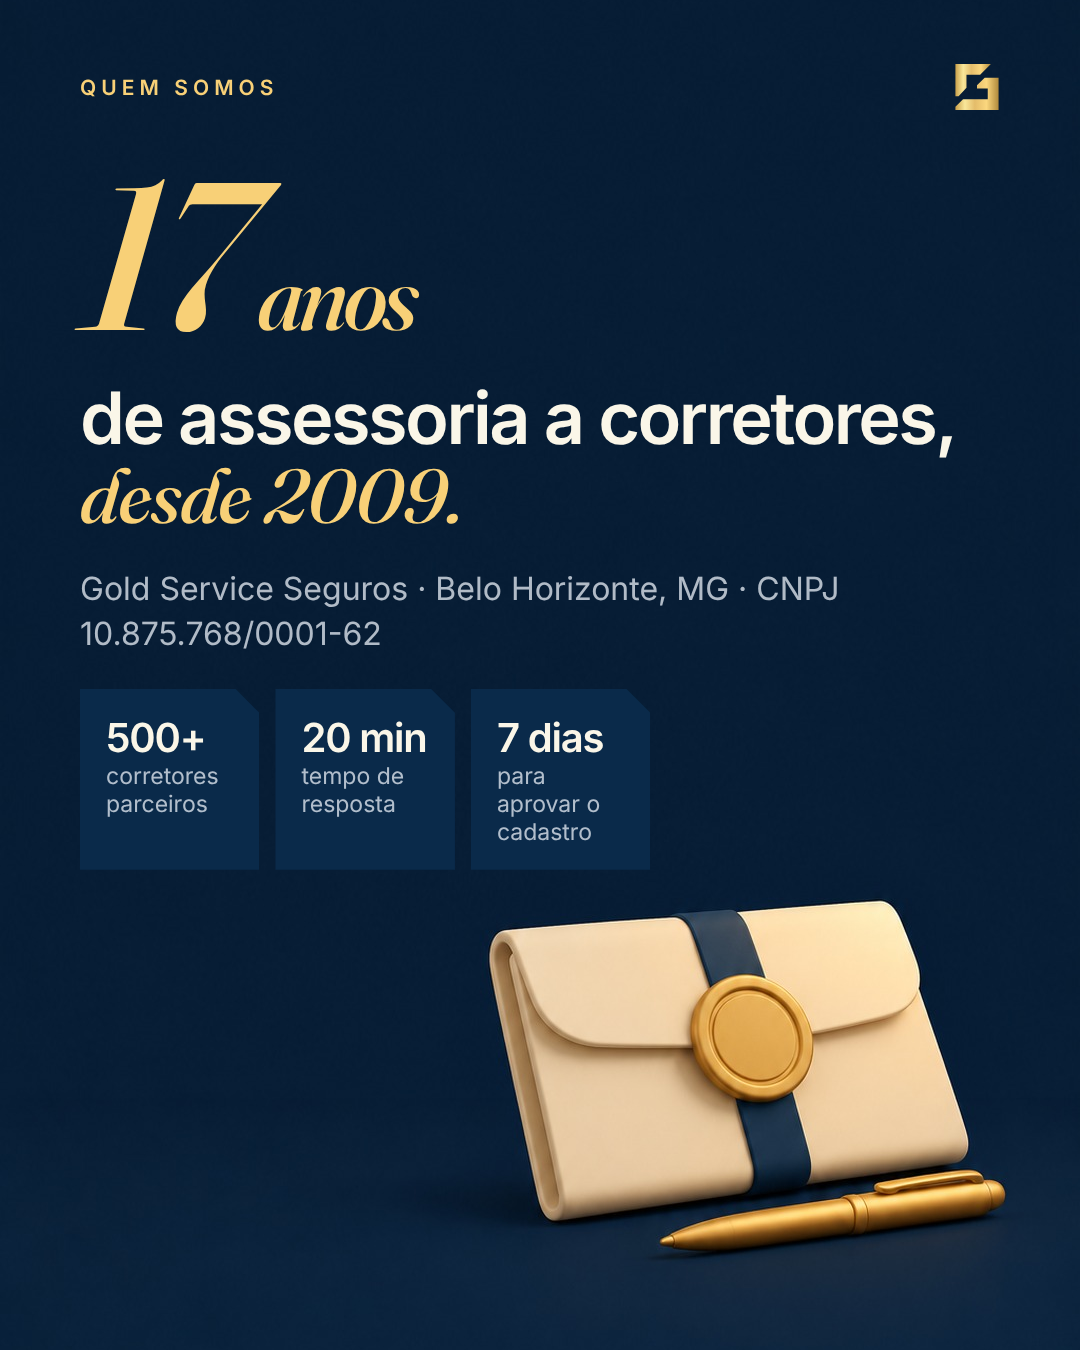 QUEM SOMOS
17 anos
de assessoria a corretores,
desde 2009.
Gold Service Seguros · Belo Horizonte, MG · CNPJ
10.875.768/0001-62
500+
corretores
parceiros
20 min
tempo de
resposta
7 dias
para
aprovar o
cadastro